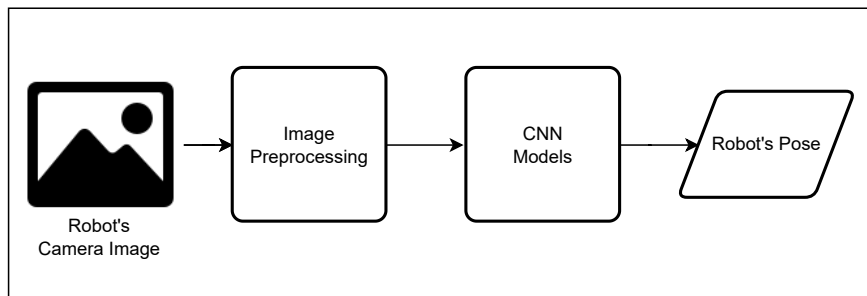 Robot's
Camera Image
Image
Preprocessing
CNN
Models
Robot's Pose